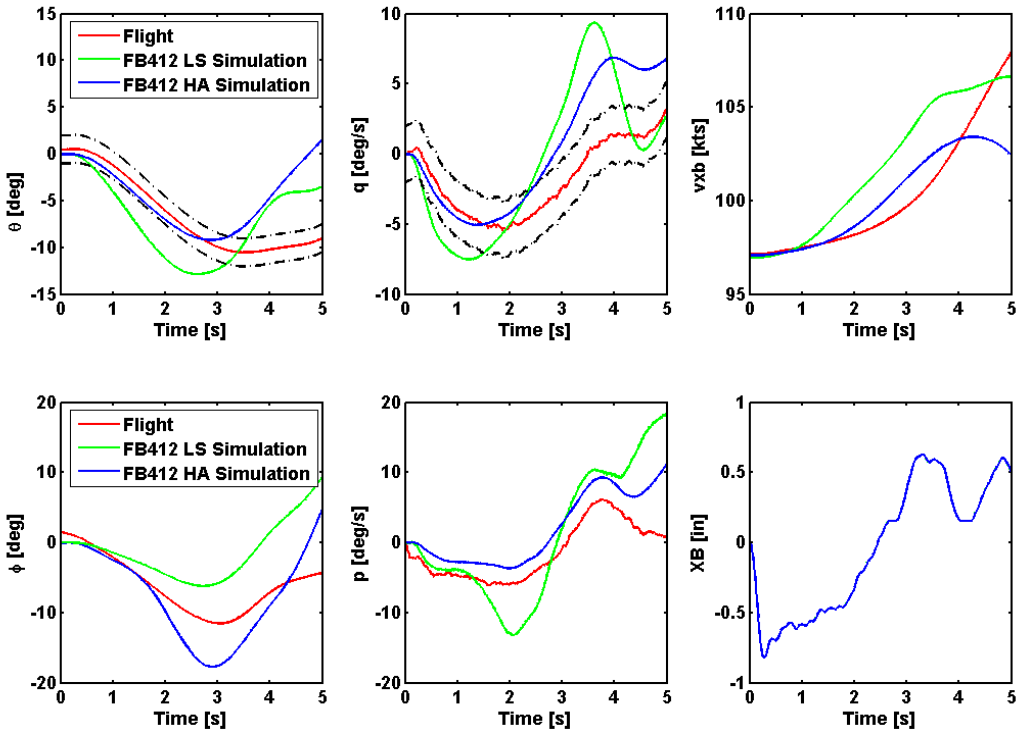 15
10
5
0
-5
-10
-15
θ [deg]
Flight
FB412 LS Simulation
FB412 HA Simulation
0 1 2 3 4 5
Time [s]
10
5
0
-5
-10
q [deg/s]
0 1 2 3 4 5
Time [s]
110
105
100
95
vxb [kts]
0 1 2 3 4 5
Time [s]
20
10
0
-10
-20
ϕ [deg]
Flight
FB412 LS Simulation
FB412 HA Simulation
0 1 2 3 4 5
Time [s]
20
10
0
-10
-20
p [deg/s]
0 1 2 3 4 5
Time [s]
1
0.5
0
-0.5
-1
XB [in]
0 1 2 3 4 5
Time [s]